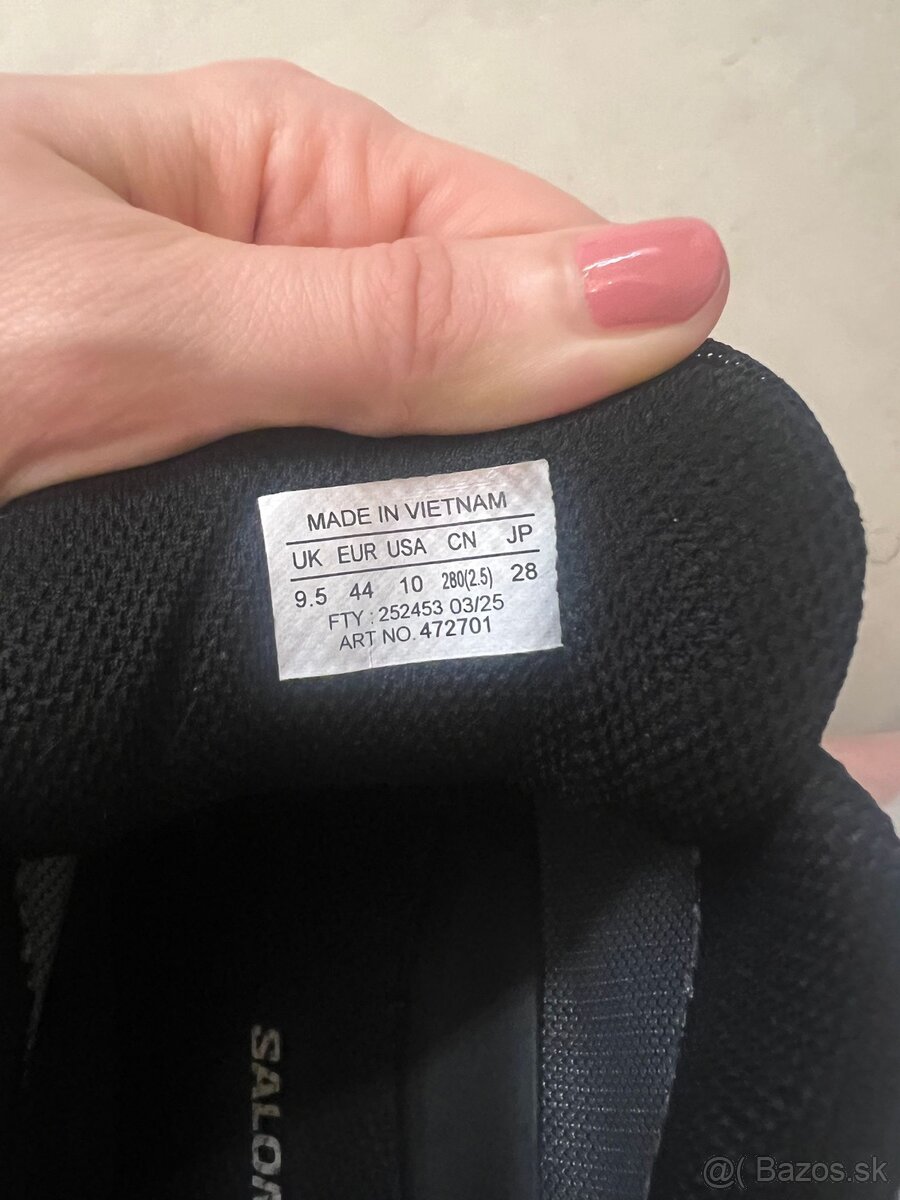 MADE IN VIETNAM
UK EUR USA CN JP
9.5 44 10 280(2.5) 28
FTY : 252453 03/25
ART NO. 472701
SALOM
@( Bazos.sk